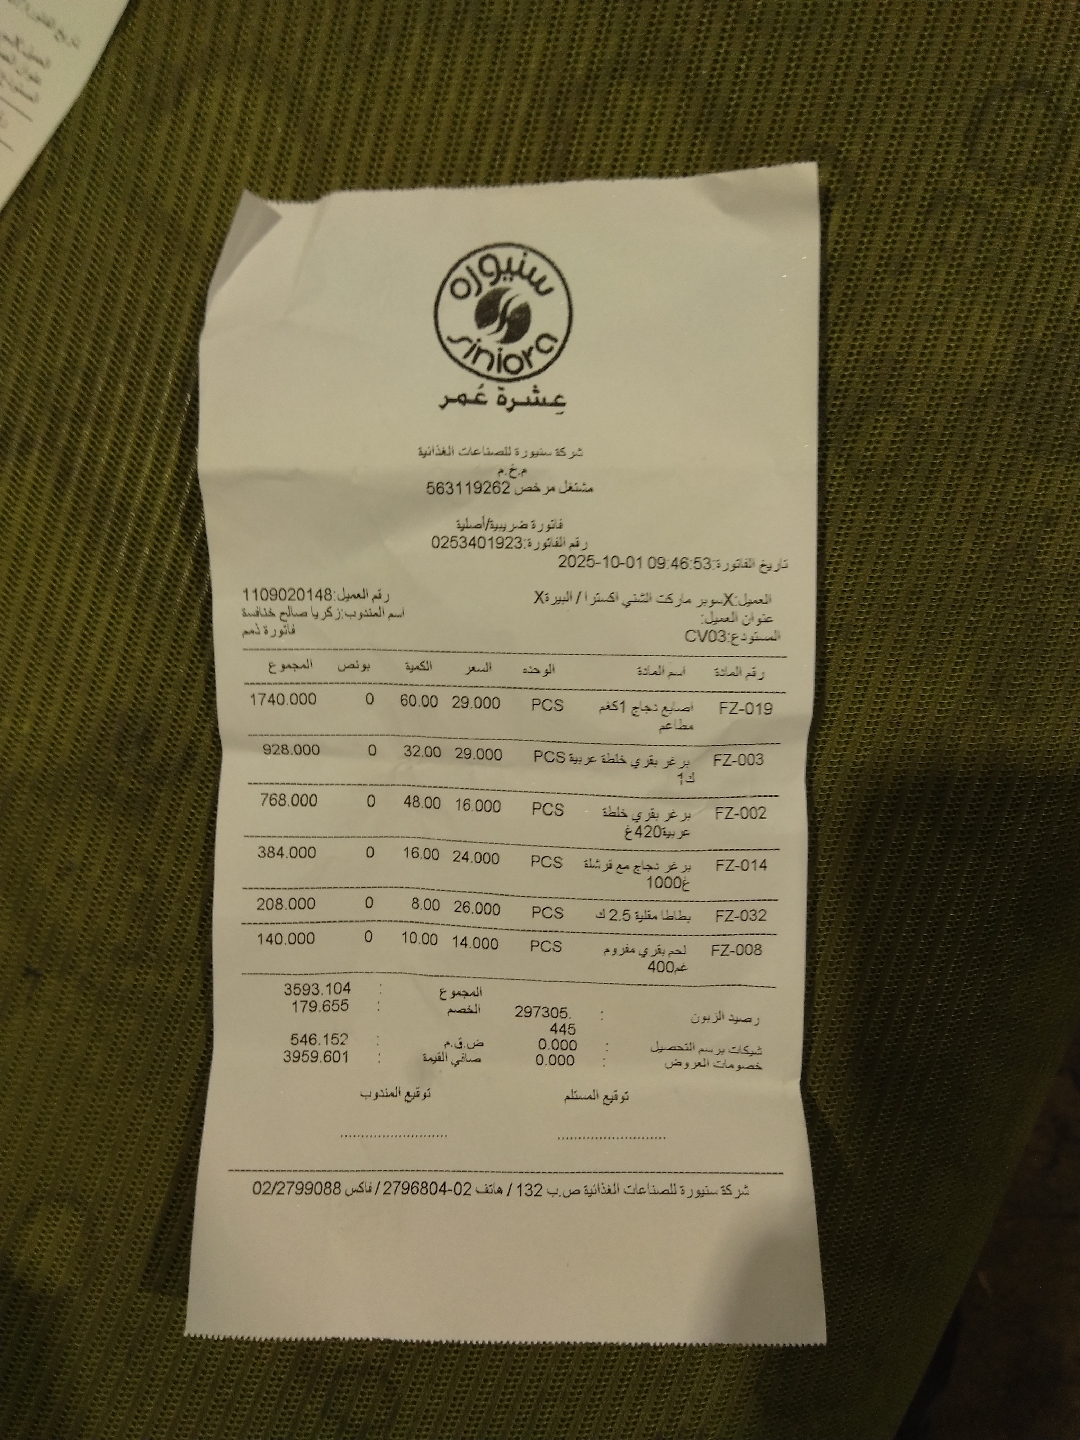 سنيورة
siniora
عِشرة عُمر
شركة سنيورة للصناعات الغذائية
م.خ.م
مشتغل مرخص 563119262
فاتورة ضريبية/أصلية
رقم الفاتورة:0253401923
تاريخ الفاتورة:2025-10-01 09:46:53
العميل:Xسوبر ماركت الشني اكسترا / البيرةX رقم العميل:1109020148
عنوان العميل: اسم المندوب:زكريا صالح خنافسة
المستودع:CV03 فاتورة ذمم
رقم المادة اسم المادة الوحده السعر الكمية بونص المجموع
FZ-019 اصابع دجاج 1كغم PCS 29.000 60.00 0 1740.000
مطاعم
FZ-003 برغر بقري خلطة عربية PCS 29.000 32.00 0 928.000
1ك
FZ-002 برغر بقري خلطة PCS 16.000 48.00 0 768.000
عربية420غ
FZ-014 برغر دجاج مع قرشلة PCS 24.000 16.00 0 384.000
1000غ
FZ-032 بطاطا مقلية 2.5 ك PCS 26.000 8.00 0 208.000
FZ-008 لحم بقري مفروم PCS 14.000 10.00 0 140.000
400غم
المجموع : 3593.104
رصيد الزبون : 297305. الخصم : 179.655
445
شيكات برسم التحصيل : 0.000 ض.ق.م : 546.152
خصومات العروض : 0.000 صافي القيمة : 3959.601
توقيع المستلم توقيع المندوب
شركة سنيورة للصناعات الغذائية ص.ب 132 / هاتف 02-2796804 / فاكس 02/2799088